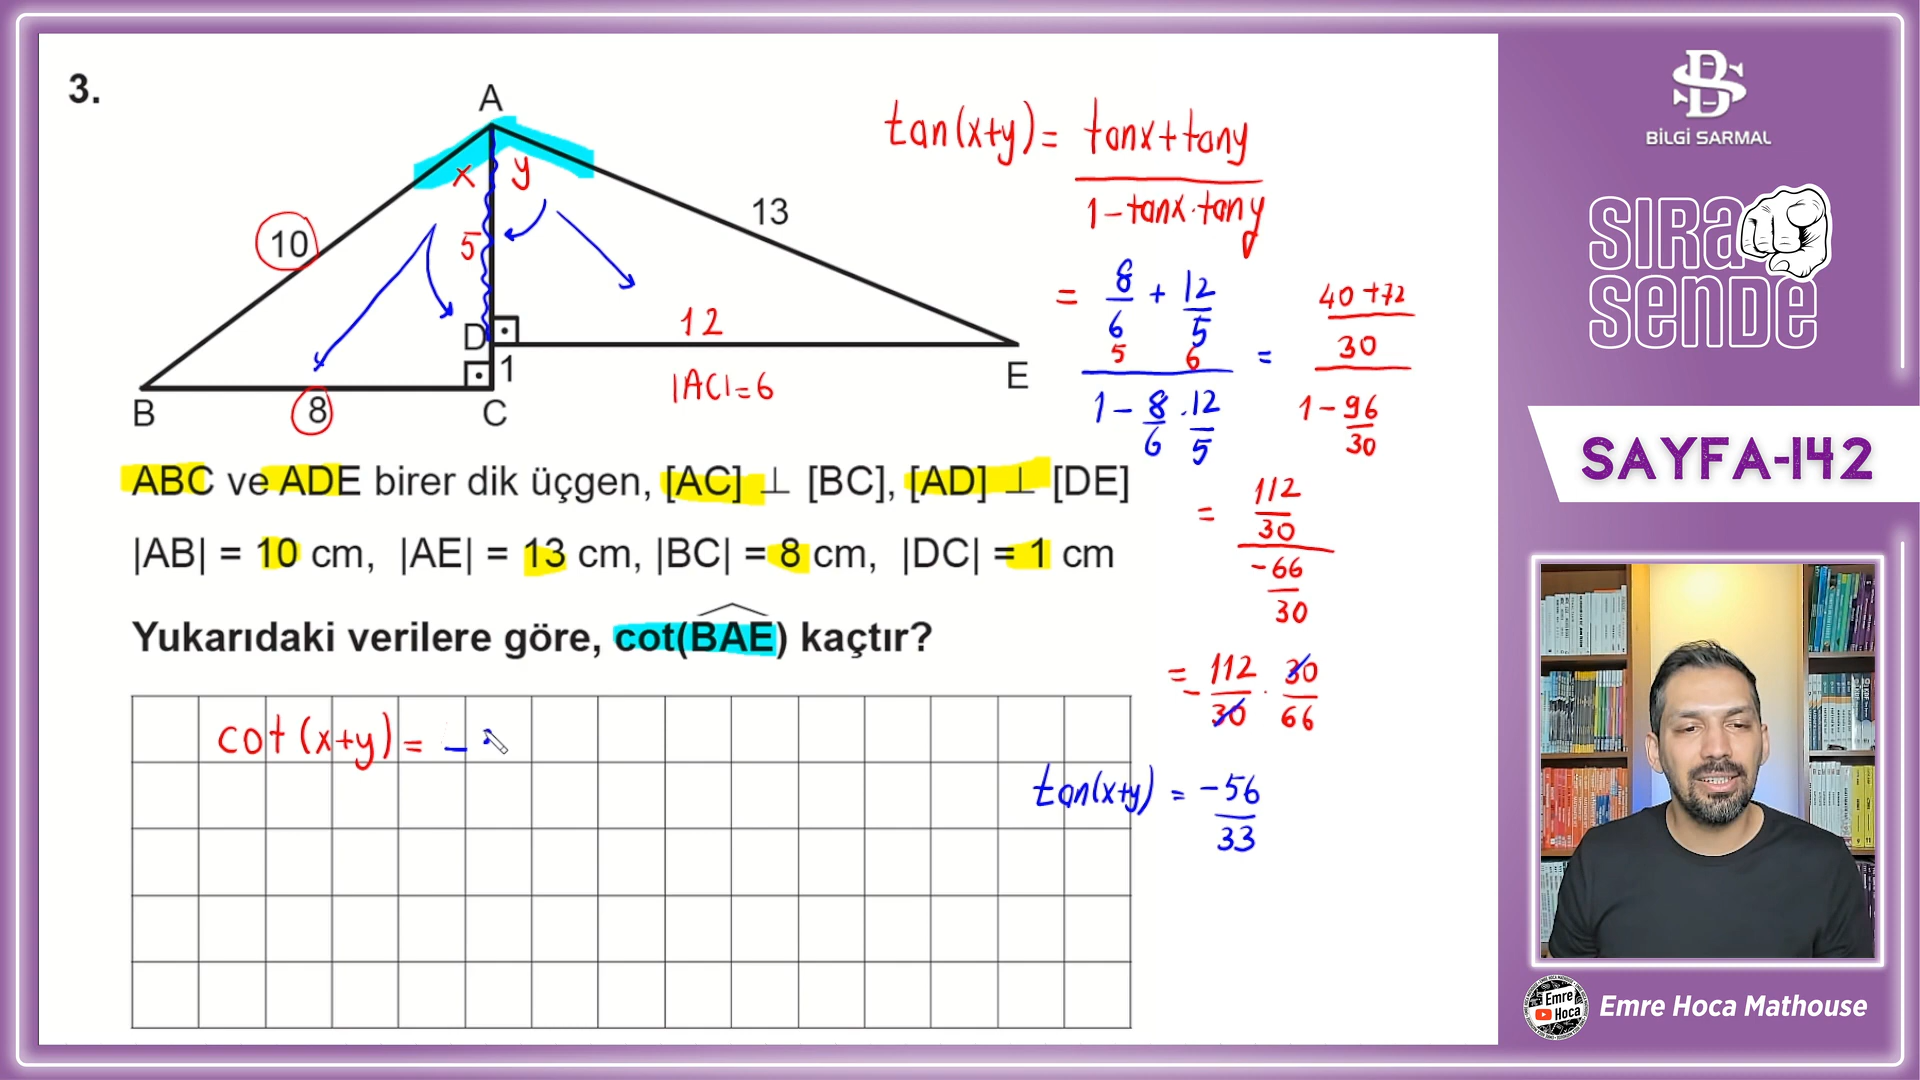 3.
A
x y
10
5
13
D
12
1
E
B
8
C
|AC|=6
ABC ve ADE birer dik üçgen, [AC] ⊥ [BC], [AD] ⊥ [DE]
|AB| = 10 cm, |AE| = 13 cm, |BC| = 8 cm, |DC| = 1 cm
Yukarıdaki verilere göre, cot(BAE) kaçtır?
cot (x+y) = -
tan(x+y) = tanx+tany
1-tanx.tany
= 8/6 + 12/5 = 40+72
5 6 30
1 - 8/6 . 12/5 1 - 96/30
= 112/30
-66/30
= - 112/30 . 30/66
tan(x+y) = -56/33
BİLGİ SARMAL
SIRA
SENDE
SAYFA-142
Emre
Hoca
Emre Hoca Mathouse